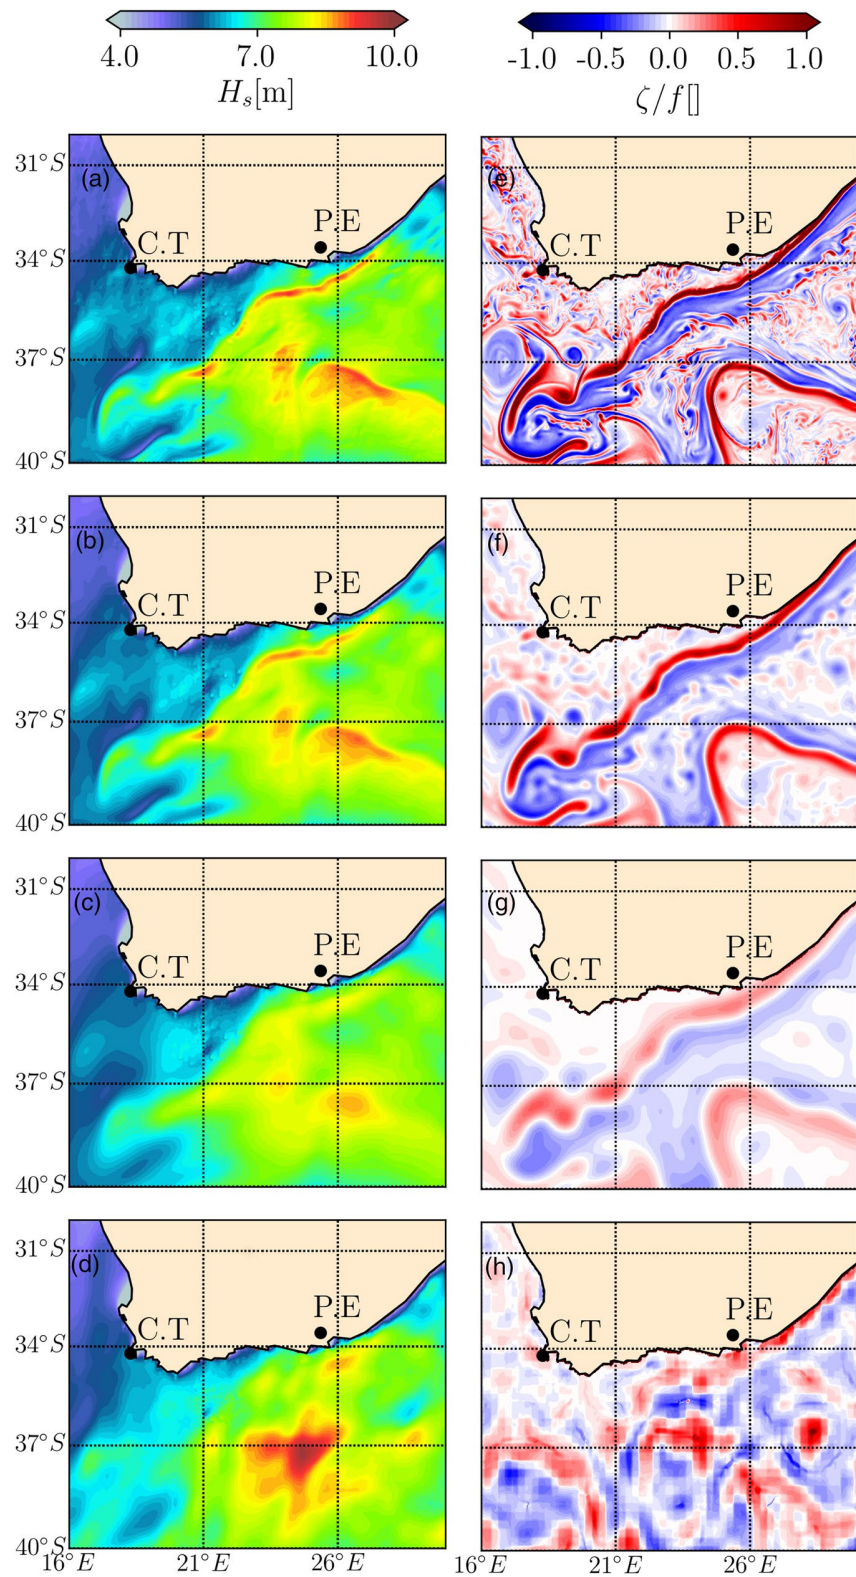 4.0 7.0 10.0
H_s[m]
-1.0 -0.5 0.0 0.5 1.0
ζ/f[]
31°S
(a)
P.E
C.T
34°S
37°S
40°S
(e)
P.E
C.T
31°S
(b)
P.E
C.T
34°S
37°S
40°S
(f)
P.E
C.T
31°S
(c)
P.E
C.T
34°S
37°S
40°S
(g)
P.E
C.T
31°S
(d)
P.E
C.T
34°S
37°S
40°S
16°E 21°E 26°E
(h)
P.E
C.T
16°E 21°E 26°E